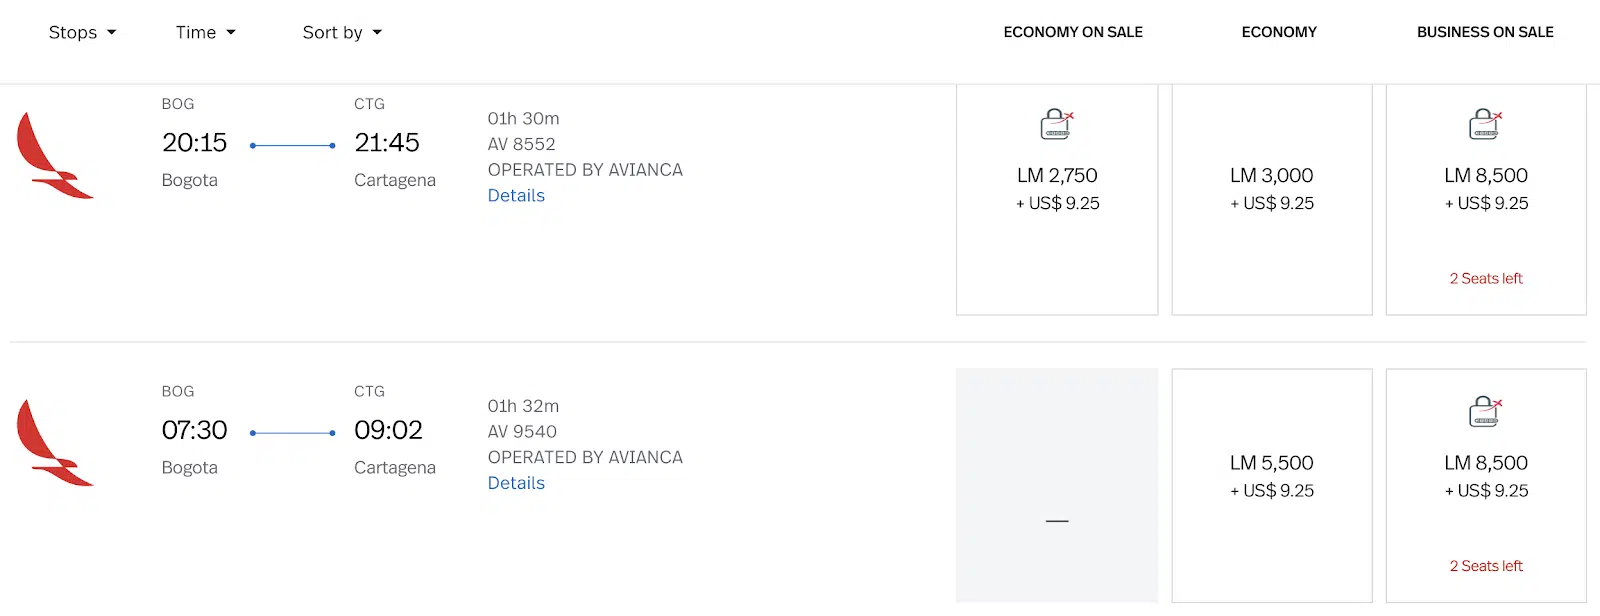 Stops Time Sort by ECONOMY ON SALE ECONOMY BUSINESS ON SALE
BOG CTG
20:15 21:45
Bogota Cartagena
01h 30m
AV 8552
OPERATED BY AVIANCA
Details
LM 2,750
+ US$ 9.25
LM 3,000
+ US$ 9.25
LM 8,500
+ US$ 9.25
2 Seats left
BOG CTG
07:30 09:02
Bogota Cartagena
01h 32m
AV 9540
OPERATED BY AVIANCA
Details
—
LM 5,500
+ US$ 9.25
LM 8,500
+ US$ 9.25
2 Seats left